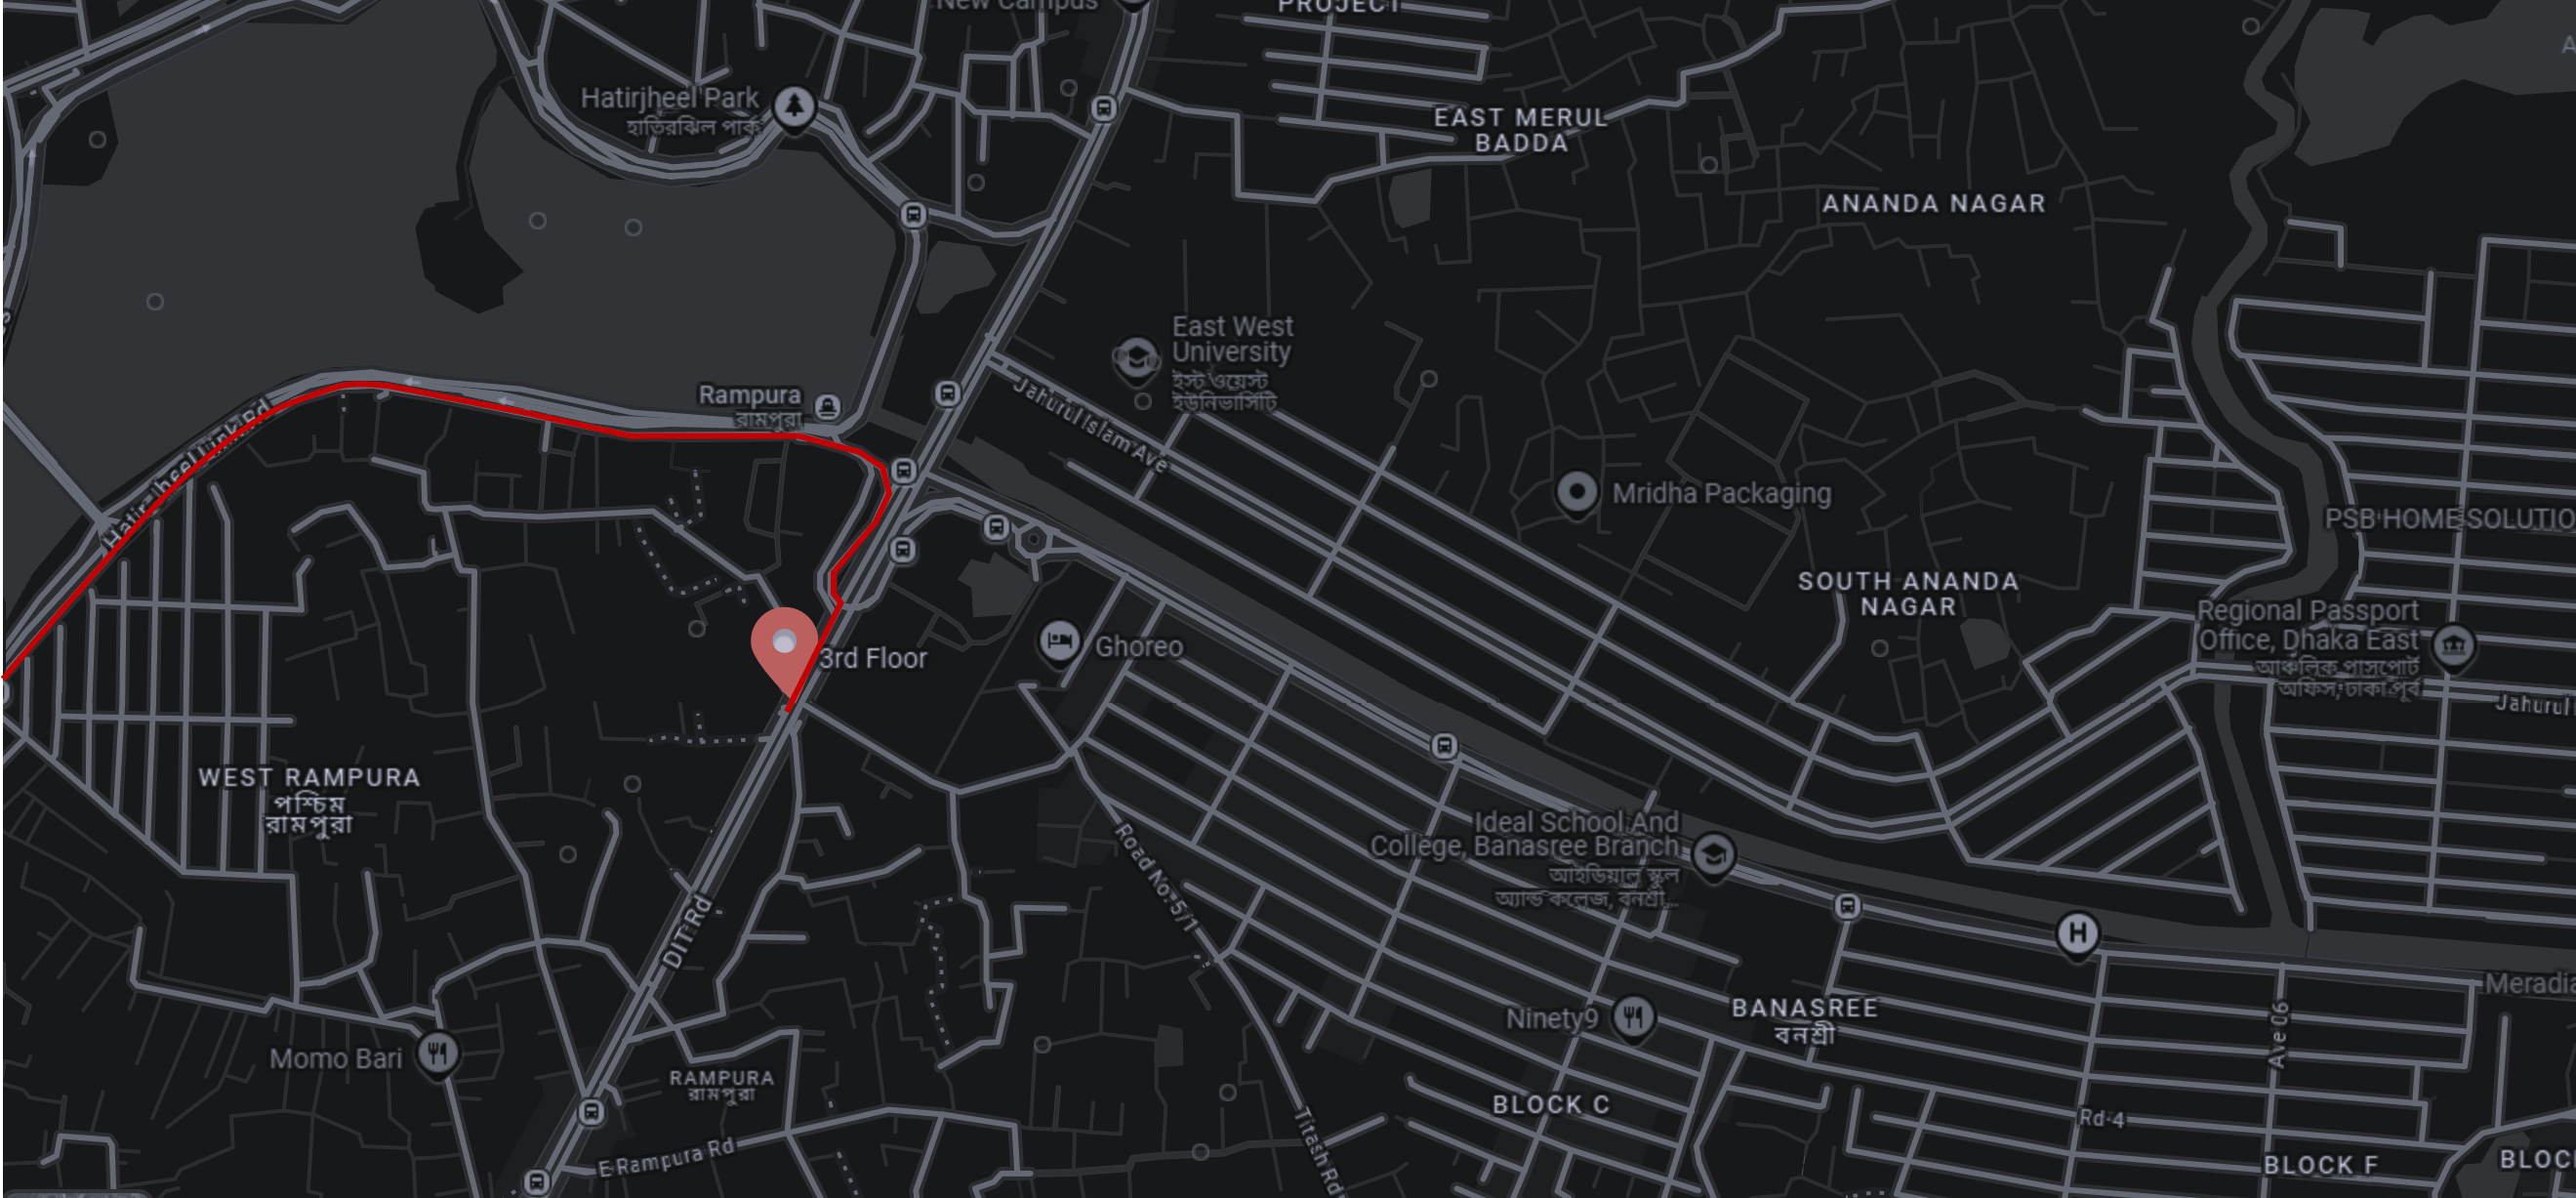 New Campus
PROJECT
Hatirjheel Park
হাতিরঝিল পার্ক
EAST MERUL
BADDA
ANANDA NAGAR
East West
University
ইস্ট ওয়েস্ট
ইউনিভার্সিটি
Rampura
রামপুরা
Jahurul Islam Ave
Hatir Jheel Link Rd
Mridha Packaging
PSB HOME SOLUTIO
SOUTH ANANDA
NAGAR
Regional Passport
Office, Dhaka East
আঞ্চলিক পাসপোর্ট
অফিস, ঢাকা পূর্ব
Jahurul
Ghoreo
3rd Floor
WEST RAMPURA
পশ্চিম
রামপুরা
Ideal School And
College, Banasree Branch
আইডিয়াল স্কুল
অ্যান্ড কলেজ, বনশ্রী...
Road No: 5/1
DIT Rd
H
Meradia
Ninety9
BANASREE
বনশ্রী
Ave 06
Momo Bari
RAMPURA
রামপুরা
BLOCK C
Rd-4
E Rampura Rd
Titash Rd
BLOCK F
BLOC